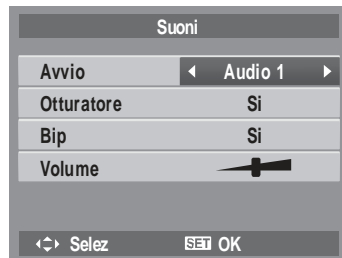 Suoni
Avvio Audio 1
Otturatore Si
Bip Si
Volume
Selez SET OK